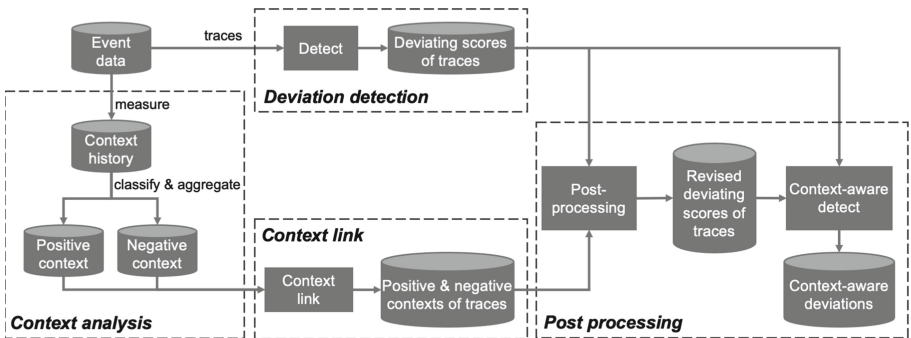 Event
data
traces
Detect
Deviating scores
of traces
Deviation detection
measure
Context
history
classify & aggregate
Positive
context
Negative
context
Context analysis
Context link
Context
link
Positive & negative
contexts of traces
Post-
processing
Revised
deviating
scores of
traces
Context-aware
detect
Context-aware
deviations
Post processing